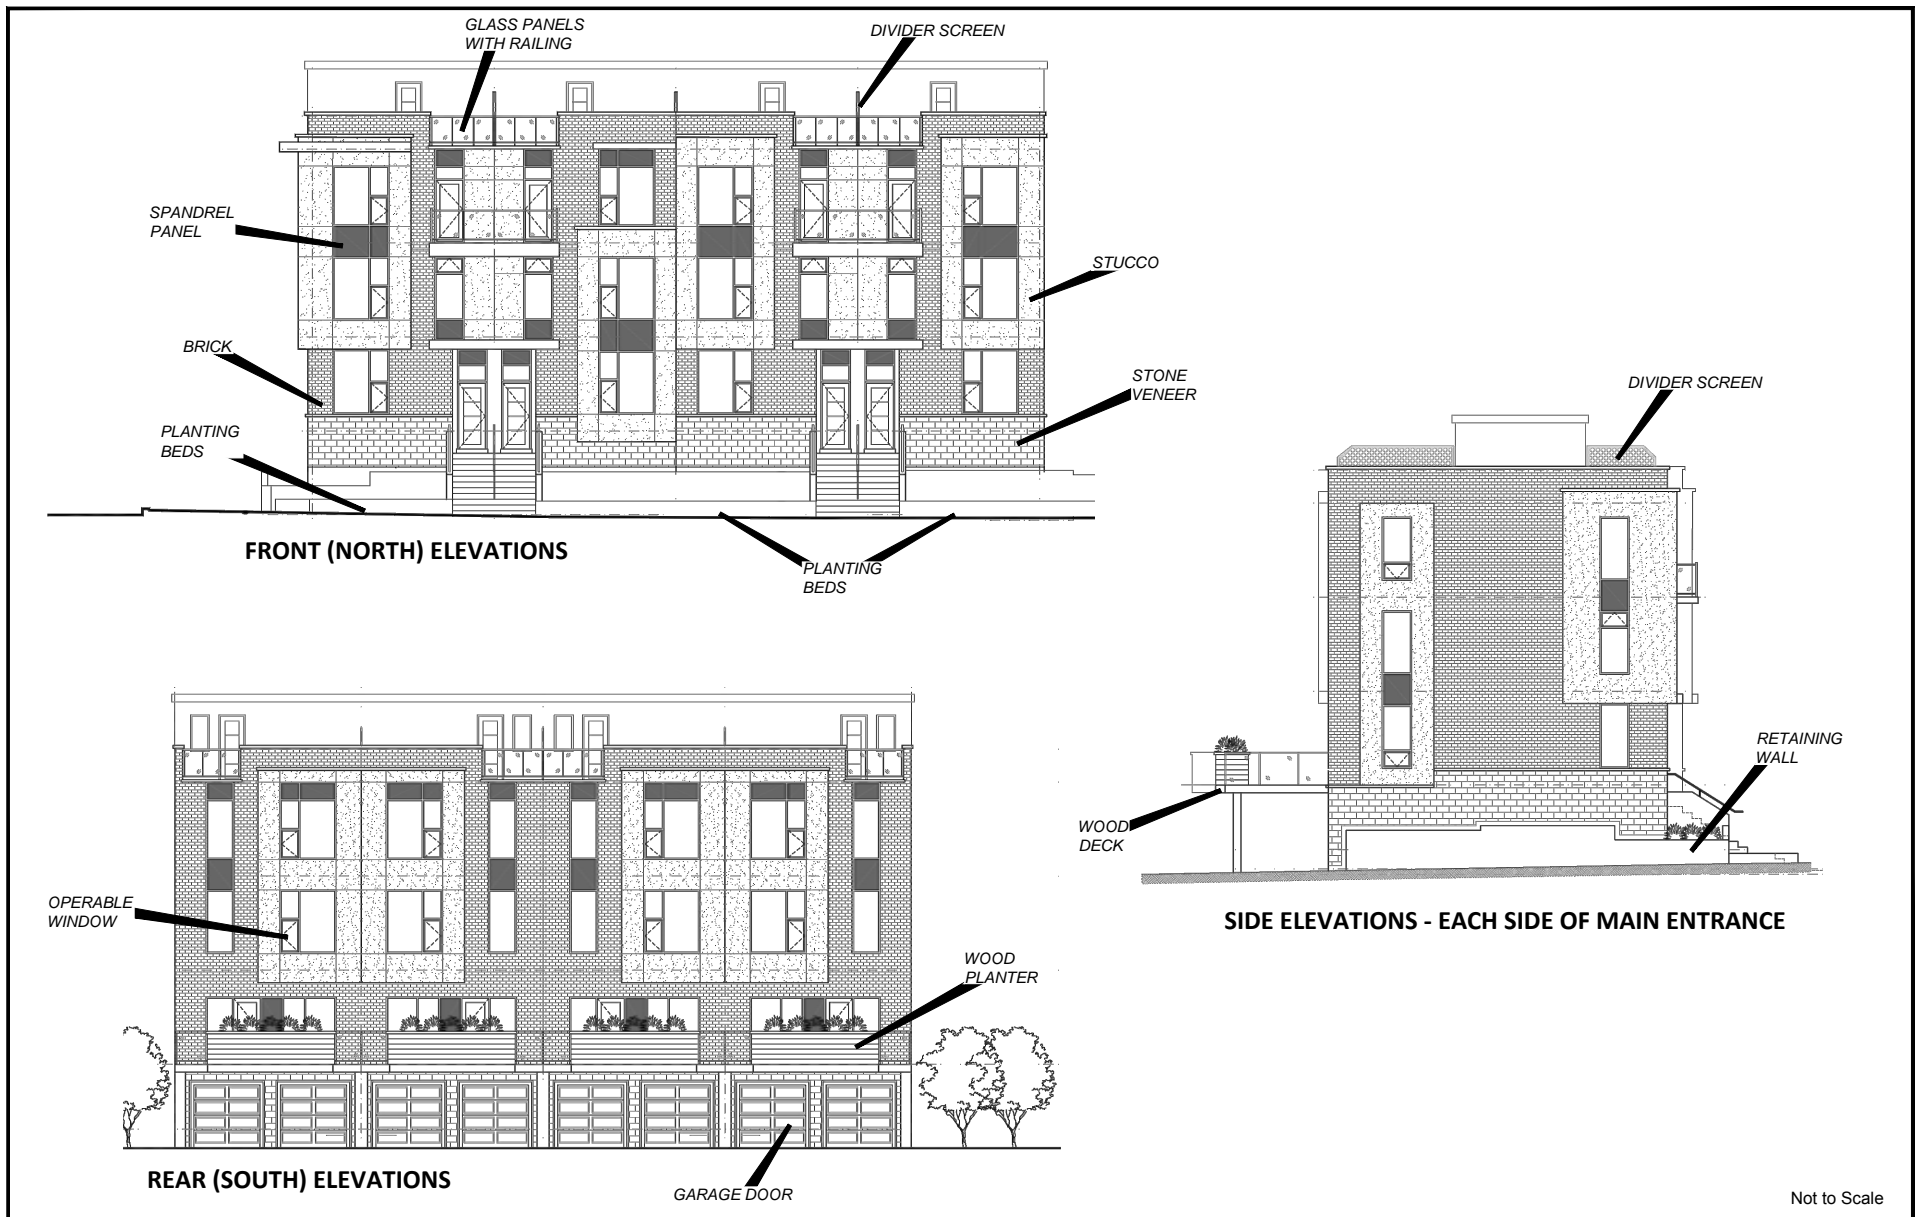 GLASS PANELS
WITH RAILING
DIVIDER SCREEN
SPANDREL
PANEL
STUCCO
BRICK
STONE
VENEER
PLANTING
BEDS
FRONT (NORTH) ELEVATIONS
PLANTING
BEDS
DIVIDER SCREEN
RETAINING
WALL
WOOD
DECK
SIDE ELEVATIONS - EACH SIDE OF MAIN ENTRANCE
OPERABLE
WINDOW
WOOD
PLANTER
REAR (SOUTH) ELEVATIONS
GARAGE DOOR
Not to Scale